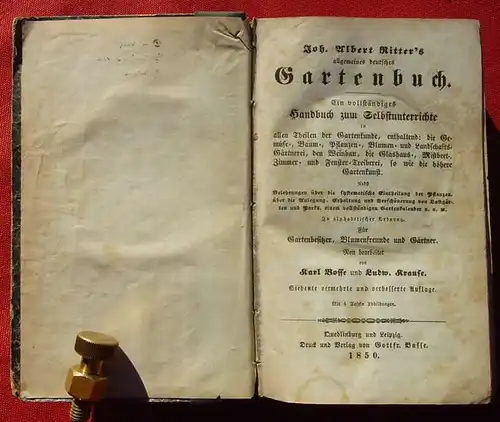 Joh. Albert Ritter's
allgemeines deutsches
Gartenbuch.
Ein vollständiges
Handbuch zum Selbstunterrichte
in
allen Theilen der Gartenkunde, enthaltend: die Ge-
müse-, Baum-, Pflanzen-, Blumen- und Landschafts-
Gärtnerei, den Weinbau, die Glashaus-, Mistbeet-,
Zimmer- und Fenster-Treiberei, so wie die höhere
Gartenkunst.
Nebst
Belehrungen über die systematische Eintheilung der Pflanzen,
über die Anlegung, Erhaltung und Verschönerung von Lustgär-
ten und Parks, einem vollständigen Gartenkalender u. s. w.
In alphabetischer Ordnung.
Für
Gartenbesitzer, Blumenfreunde und Gärtner.
Neu bearbeitet
von
Karl Bosse und Ludw. Krause.
Siebente vermehrte und verbesserte Auflage.
Mit 4 Tafeln Abbildungen.
Quedlinburg und Leipzig.
Druck und Verlag von Gottfr. Basse.
1850.